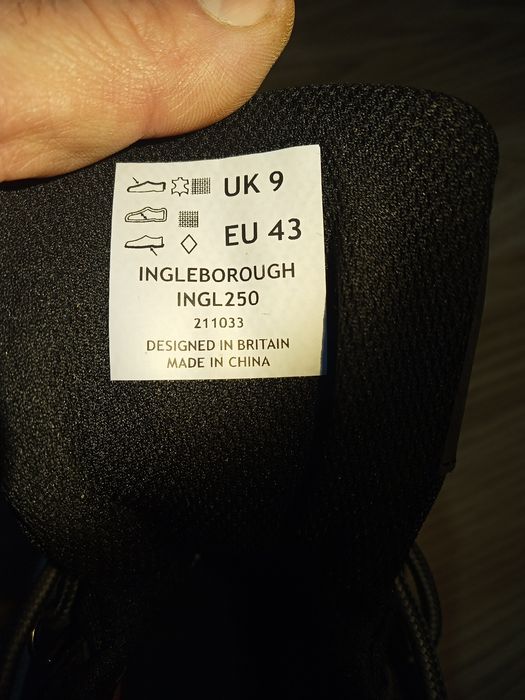 UK 9
EU 43
INGLEBOROUGH
INGL250
211033
DESIGNED IN BRITAIN
MADE IN CHINA